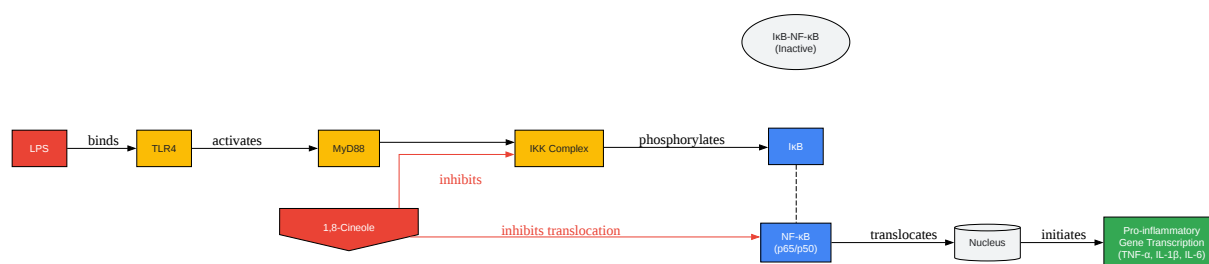 IκB-NF-κB
(Inactive)
LPS
binds
TLR4
activates
MyD88
IKK Complex
phosphorylates
IκB
inhibits
1,8-Cineole
inhibits translocation
NF-κB
(p65/p50)
translocates
Nucleus
initiates
Pro-inflammatory
Gene Transcription
(TNF-α, IL-1β, IL-6)